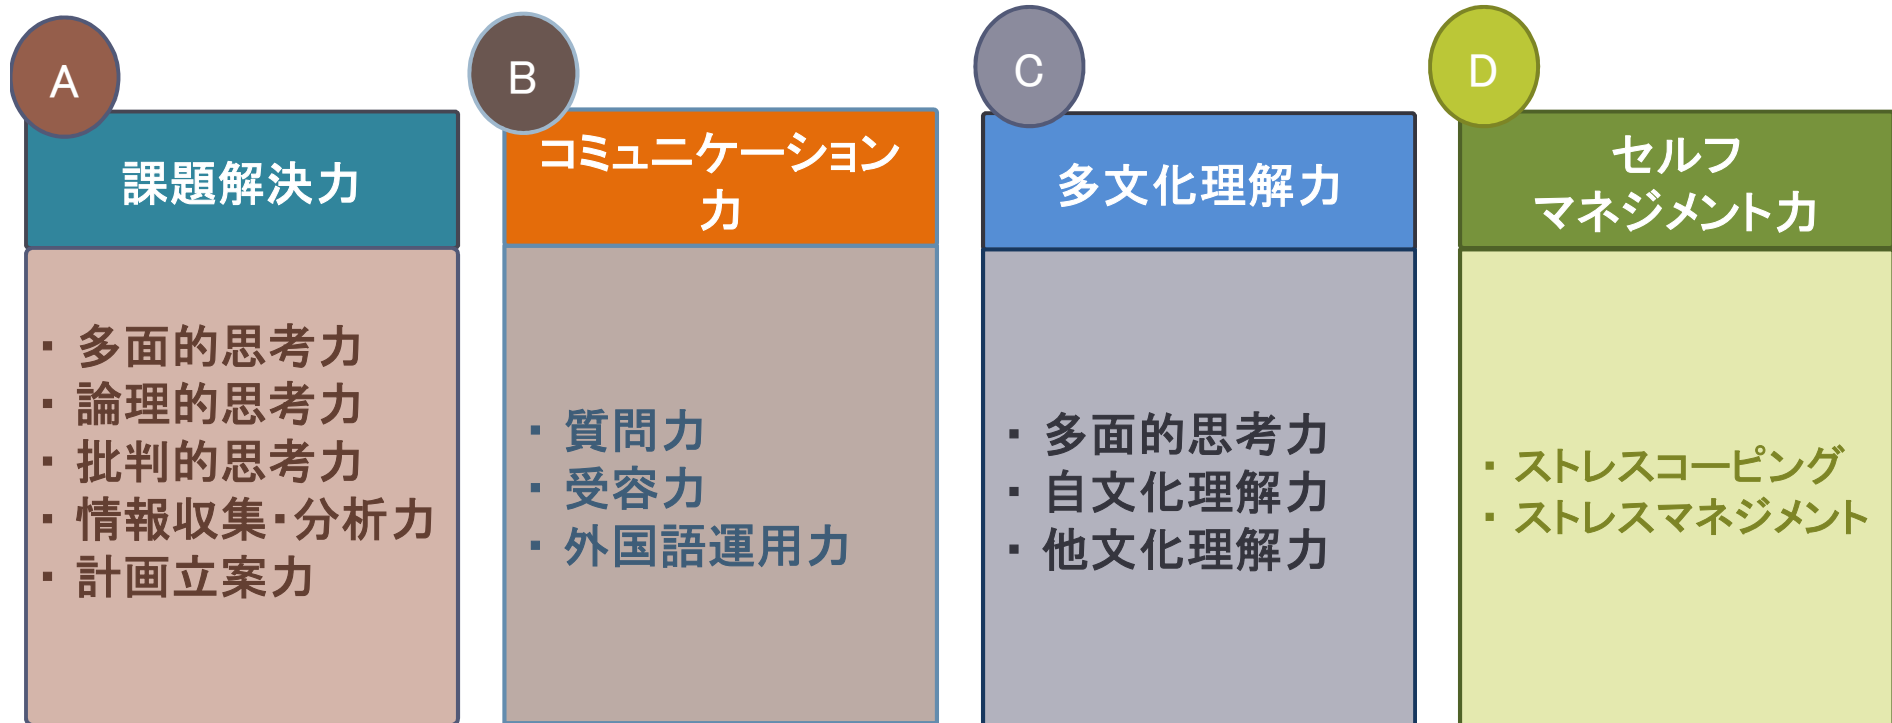 A
課題解決力
・多面的思考力
・論理的思考力
・批判的思考力
・情報収集・分析力
・計画立案力
B
コミュニケーション
力
・質問力
・受容力
・外国語運用力
C
多文化理解力
・多面的思考力
・自文化理解力
・他文化理解力
D
セルフ
マネジメント力
・ストレスコーピング
・ストレスマネジメント